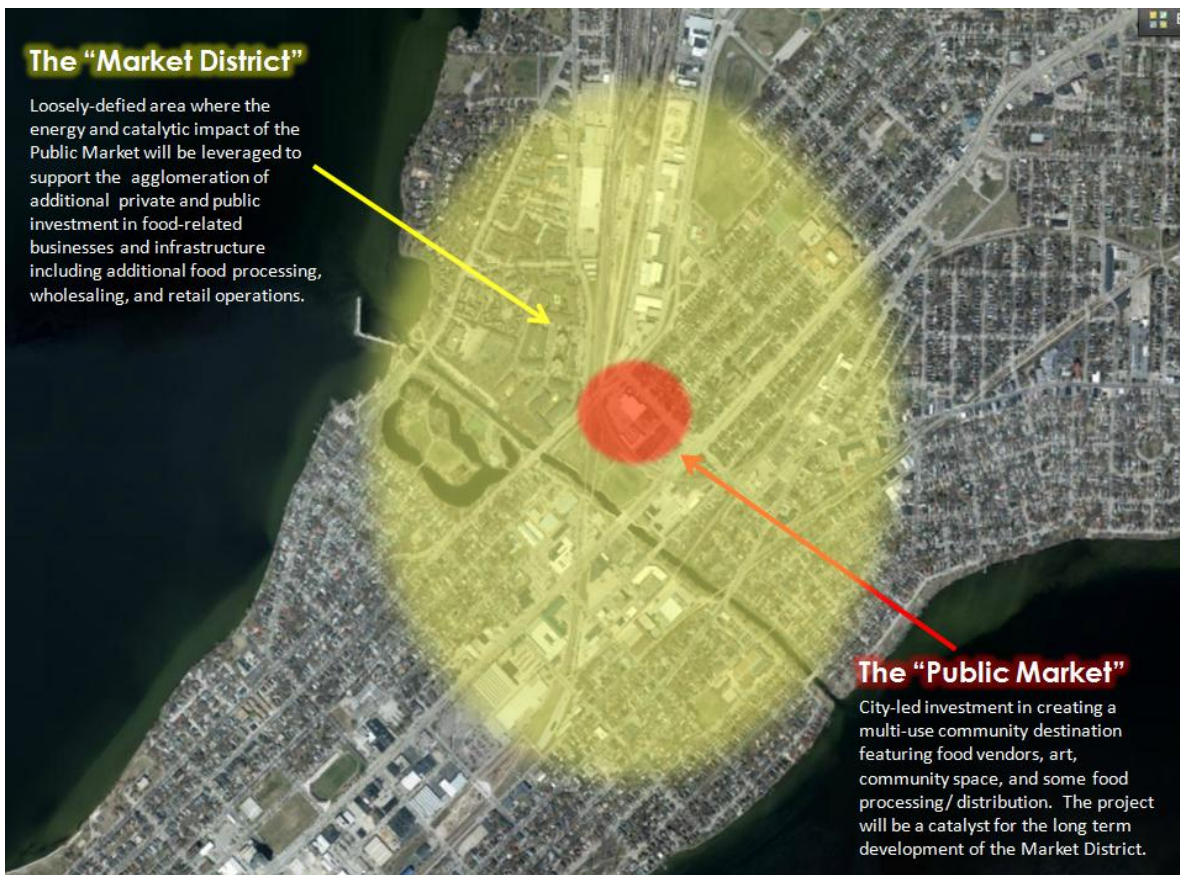 The “Market District”
Loosely-defied area where the
energy and catalytic impact of the
Public Market will be leveraged to
support the agglomeration of
additional private and public
investment in food-related
businesses and infrastructure
including additional food processing,
wholesaling, and retail operations.
The “Public Market”
City-led investment in creating a
multi-use community destination
featuring food vendors, art,
community space, and some food
processing/ distribution. The project
will be a catalyst for the long term
development of the Market District.